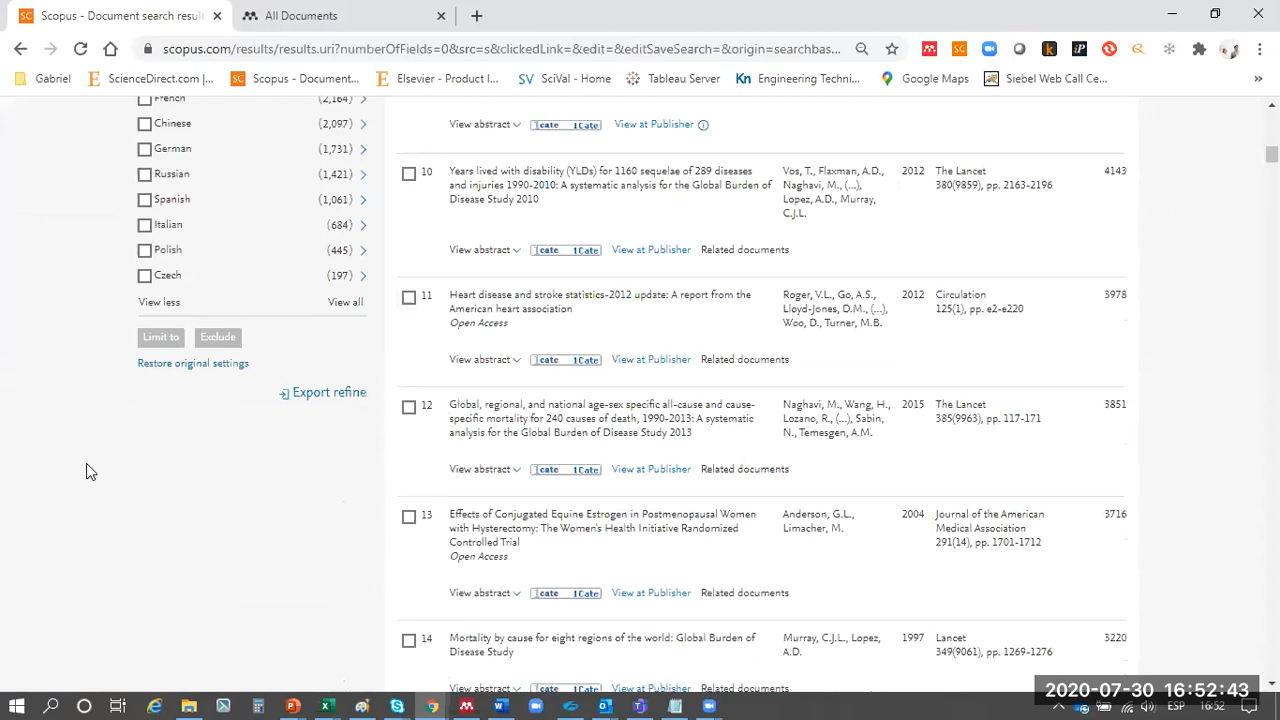 Scopus - Document search resul
All Documents
scopus.com/results/results.uri?numberOfFields=0&src=s&clickedLink=&edit=&editSaveSearch=&origin=searchbas...
Gabriel
ScienceDirect.com |...
Scopus - Document...
Elsevier - Product I...
SciVal - Home
Tableau Server
Engineering Techni...
Google Maps
Siebel Web Call Ce...
French (2,164)
Chinese (2,097)
German (1,731)
Russian (1,421)
Spanish (1,061)
Italian (684)
Polish (445)
Czech (197)
View less View all
Limit to Exclude
Restore original settings
Export refine
View abstract View at Publisher
10 Years lived with disability (YLDs) for 1160 sequelae of 289 diseases
and injuries 1990-2010: A systematic analysis for the Global Burden of
Disease Study 2010
Vos, T., Flaxman, A.D.,
Naghavi, M., (...),
Lopez, A.D., Murray,
C.J.L.
2012
The Lancet
380(9859), pp. 2163-2196
4143
View abstract View at Publisher Related documents
11 Heart disease and stroke statistics-2012 update: A report from the
American heart association
Open Access
Roger, V.L., Go, A.S.,
Lloyd-Jones, D.M., (...),
Woo, D., Turner, M.B.
2012
Circulation
125(1), pp. e2-e220
3978
View abstract View at Publisher Related documents
12 Global, regional, and national age-sex specific all-cause and cause-
specific mortality for 240 causes of death, 1990-2013: A systematic
analysis for the Global Burden of Disease Study 2013
Naghavi, M., Wang, H.,
Lozano, R., (...), Sabin,
N., Temesgen, A.M.
2015
The Lancet
385(9963), pp. 117-171
3851
View abstract View at Publisher Related documents
13 Effects of Conjugated Equine Estrogen in Postmenopausal Women
with Hysterectomy: The Women's Health Initiative Randomized
Controlled Trial
Open Access
Anderson, G.L.,
Limacher, M.
2004
Journal of the American
Medical Association
291(14), pp. 1701-1712
3716
View abstract View at Publisher Related documents
14 Mortality by cause for eight regions of the world: Global Burden of
Disease Study
Murray, C.J.L., Lopez,
A.D.
1997
Lancet
349(9061), pp. 1269-1276
3220
View abstract View at Publisher Related documents
2020-07-30 16:52:43
ESP 16:52